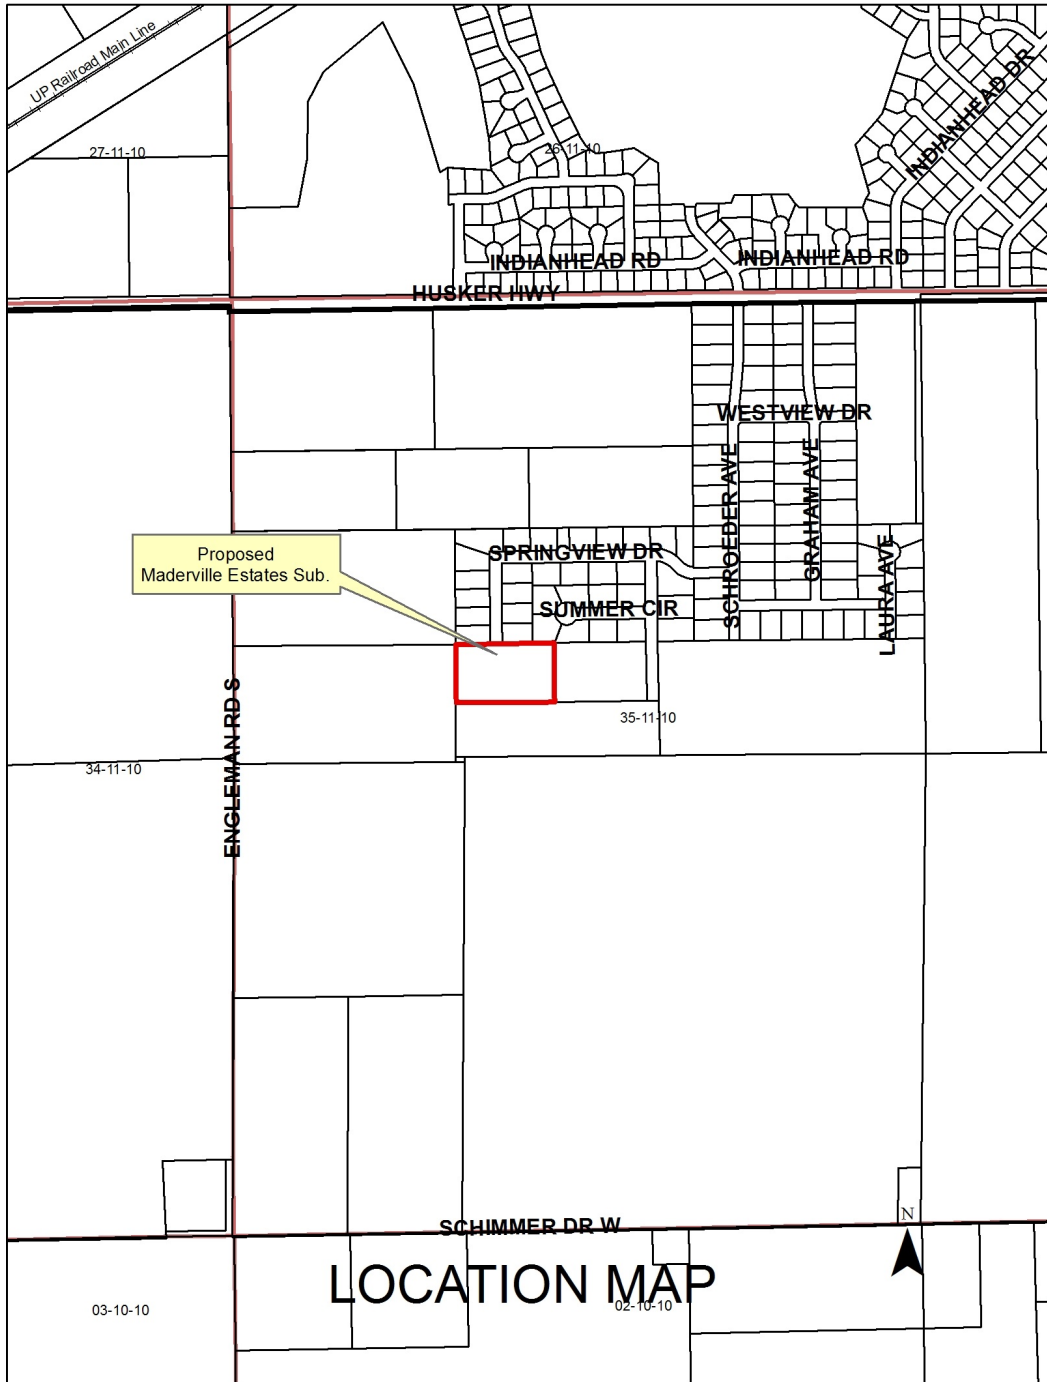 UP Railroad Main Line
INDIANHEAD DR
27-11-10
26-11-10
INDIANHEAD RD
INDIANHEAD RD
HUSKER HWY
WESTVIEW DR
SCHROEDER AVE
GRAHAM AVE
LAURA AVE
Proposed
Maderville Estates Sub.
SPRINGVIEW DR
SUMMER CIR
ENGLEMAN RD S
35-11-10
34-11-10
N
SCHIMMER DR W
LOCATION MAP
03-10-10
02-10-10